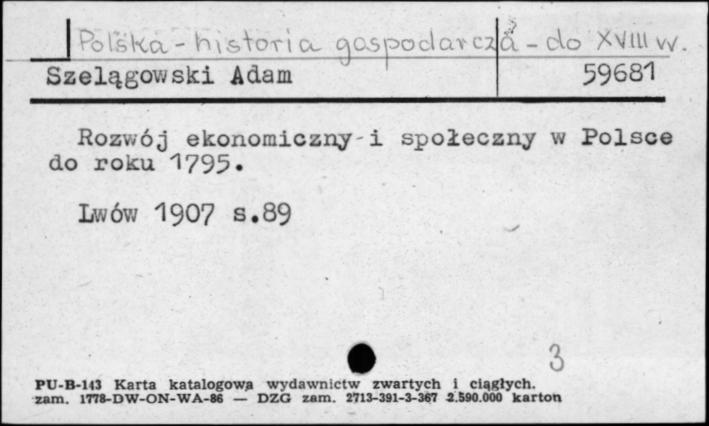 Polska - historia gospodarcza - do XVIII w.
Szelągowski Adam 59681
Rozwój ekonomiczny i społeczny w Polsce
do roku 1795.
Lwów 1907 s.89
3
PU-B-143 Karta katalogowa wydawnictw zwartych i ciągłych.
zam. 1778-DW-ON-WA-86 — DZG zam. 2713-391-3-367 2.590.000 karton